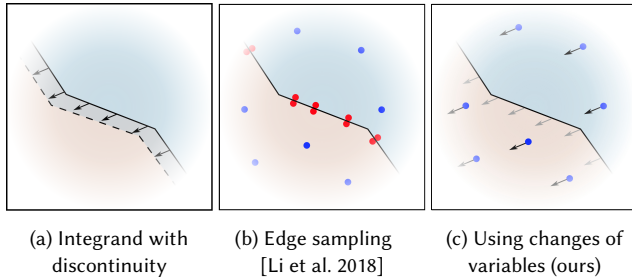 (a) Integrand with
discontinuity
(b) Edge sampling
[Li et al. 2018]
(c) Using changes of
variables (ours)